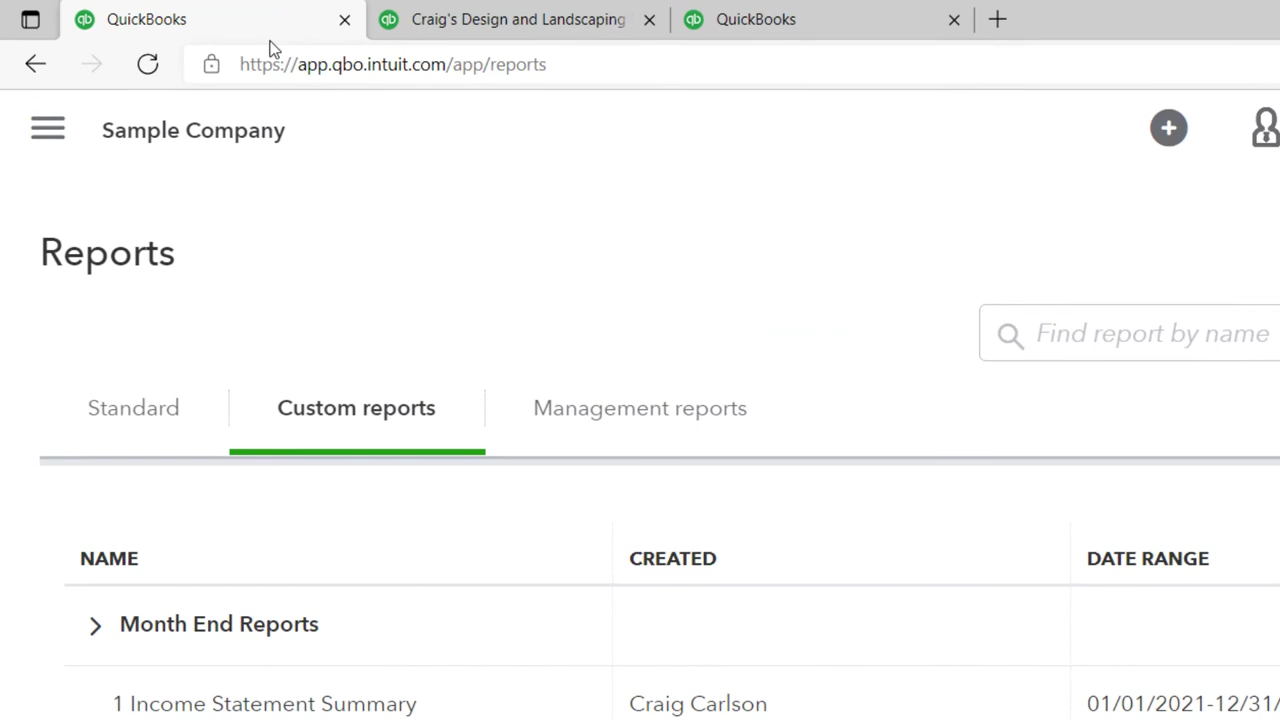 QuickBooks
Craig's Design and Landscaping
QuickBooks
https://app.qbo.intuit.com/app/reports
Sample Company
Reports
Find report by name
Standard
Custom reports
Management reports
NAME
CREATED
DATE RANGE
Month End Reports
1 Income Statement Summary
Craig Carlson
01/01/2021-12/31/